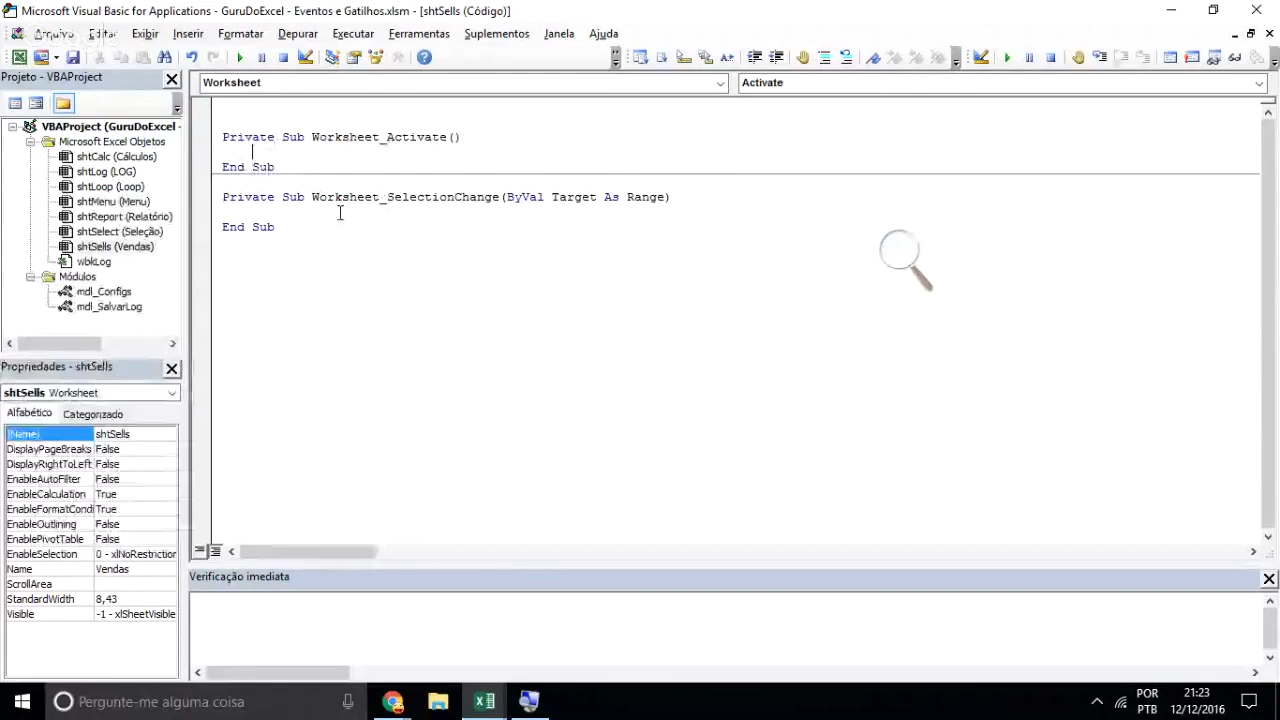 Microsoft Visual Basic for Applications - GuruDoExcel - Eventos e Gatilhos.xlsm - [shtSells (Código)]
Arquivo Editar Exibir Inserir Formatar Depurar Executar Ferramentas Suplementos Janela Ajuda
Projeto - VBAProject
VBAProject (GuruDoExcel -
Microsoft Excel Objetos
shtCalc (Cálculos)
shtLog (LOG)
shtLoop (Loop)
shtMenu (Menu)
shtReport (Relatório)
shtSelect (Seleção)
shtSells (Vendas)
wbkLog
Módulos
mdl_Configs
mdl_SalvarLog
Propriedades - shtSells
shtSells Worksheet
Alfabético Categorizado
(Name) shtSells
DisplayPageBreaks False
DisplayRightToLeft False
EnableAutoFilter False
EnableCalculation True
EnableFormatCondi True
EnableOutlining False
EnablePivotTable False
EnableSelection 0 - xlNoRestriction
Name Vendas
ScrollArea
StandardWidth 8,43
Visible -1 - xlSheetVisible
Worksheet Activate
Private Sub Worksheet_Activate()
End Sub
Private Sub Worksheet_SelectionChange(ByVal Target As Range)
End Sub
Verificação imediata
Pergunte-me alguma coisa
POR
PTB
21:23
12/12/2016